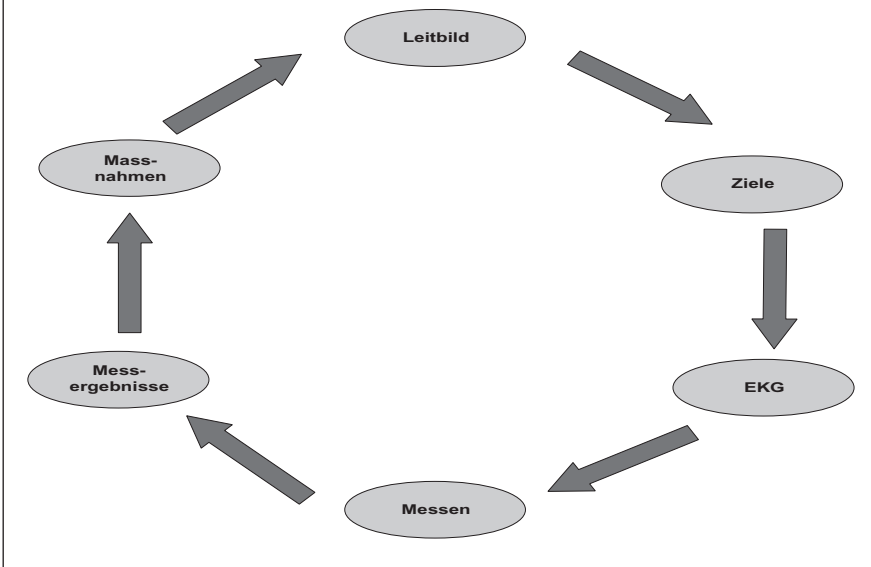 Leitbild
Ziele
EKG
Messen
Mess-
ergebnisse
Mass-
nahmen